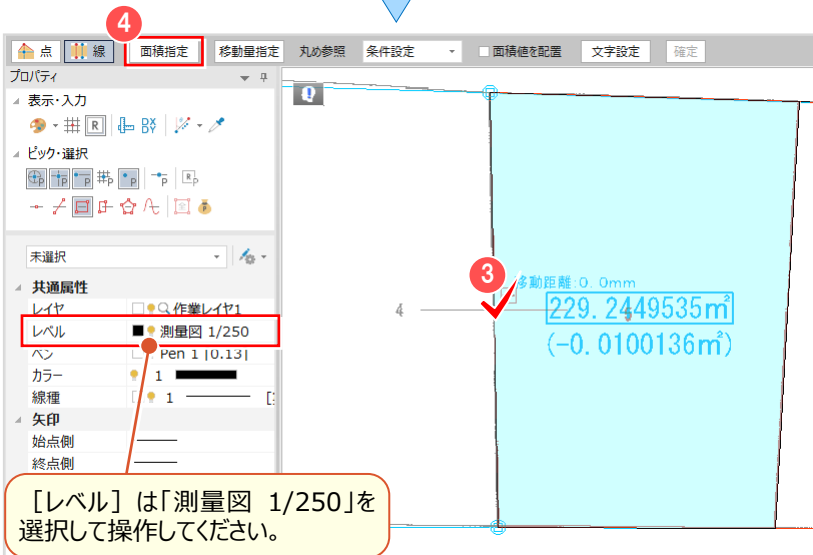 4
点 線 面積指定 移動量指定 丸め参照 条件設定 面積値を配置 文字設定 確定
プロパティ
表示・入力
R DX DY
ピック・選択
P P P P P P R P
P
未選択
共通属性
レイヤ 作業レイヤ1
レベル 測量図 1/250
ペン Pen 1 [0.13]
カラー 1
線種 1
矢印
始点側
終点側
［レベル］は「測量図 1/250」を
選択して操作してください。
3
移動距離:0.0mm
4
229.2449535㎡
(-0.0100136㎡)